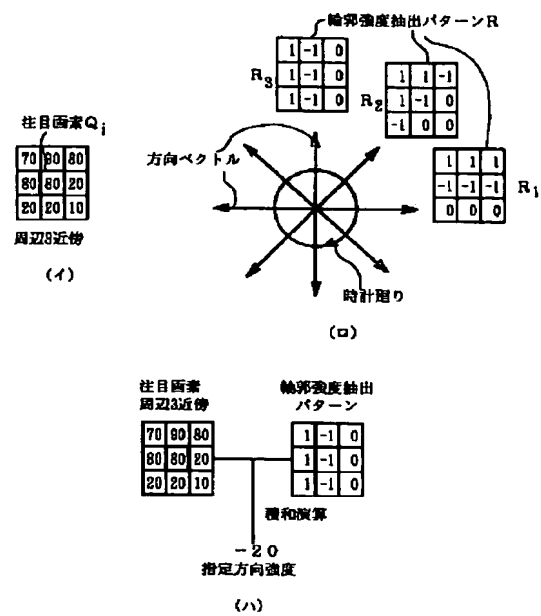 輪郭強度抽出パターンR
1 -1 0
1 -1 0
1 -1 0
R3
1 1 -1
1 -1 0
-1 0 0
R2
1 1 1
-1 -1 -1
0 0 0
R1
注目画素Qi
70 90 80
80 80 20
20 20 10
周辺3近傍
(イ)
方向ベクトル
時計廻り
(ロ)
注目画素
周辺3近傍
70 90 80
80 80 20
20 20 10
輪郭強度抽出
パターン
1 -1 0
1 -1 0
1 -1 0
積和演算
-20
指定方向強度
(ハ)